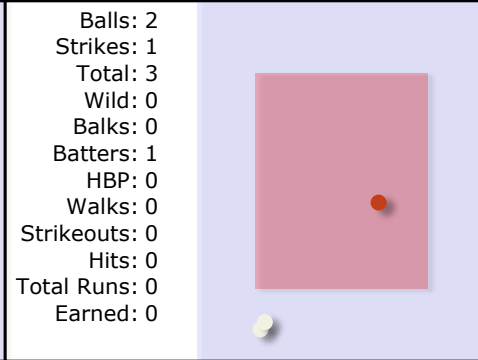 Balls: 2
Strikes: 1
Total: 3
Wild: 0
Balks: 0
Batters: 1
HBP: 0
Walks: 0
Strikeouts: 0
Hits: 0
Total Runs: 0
Earned: 0